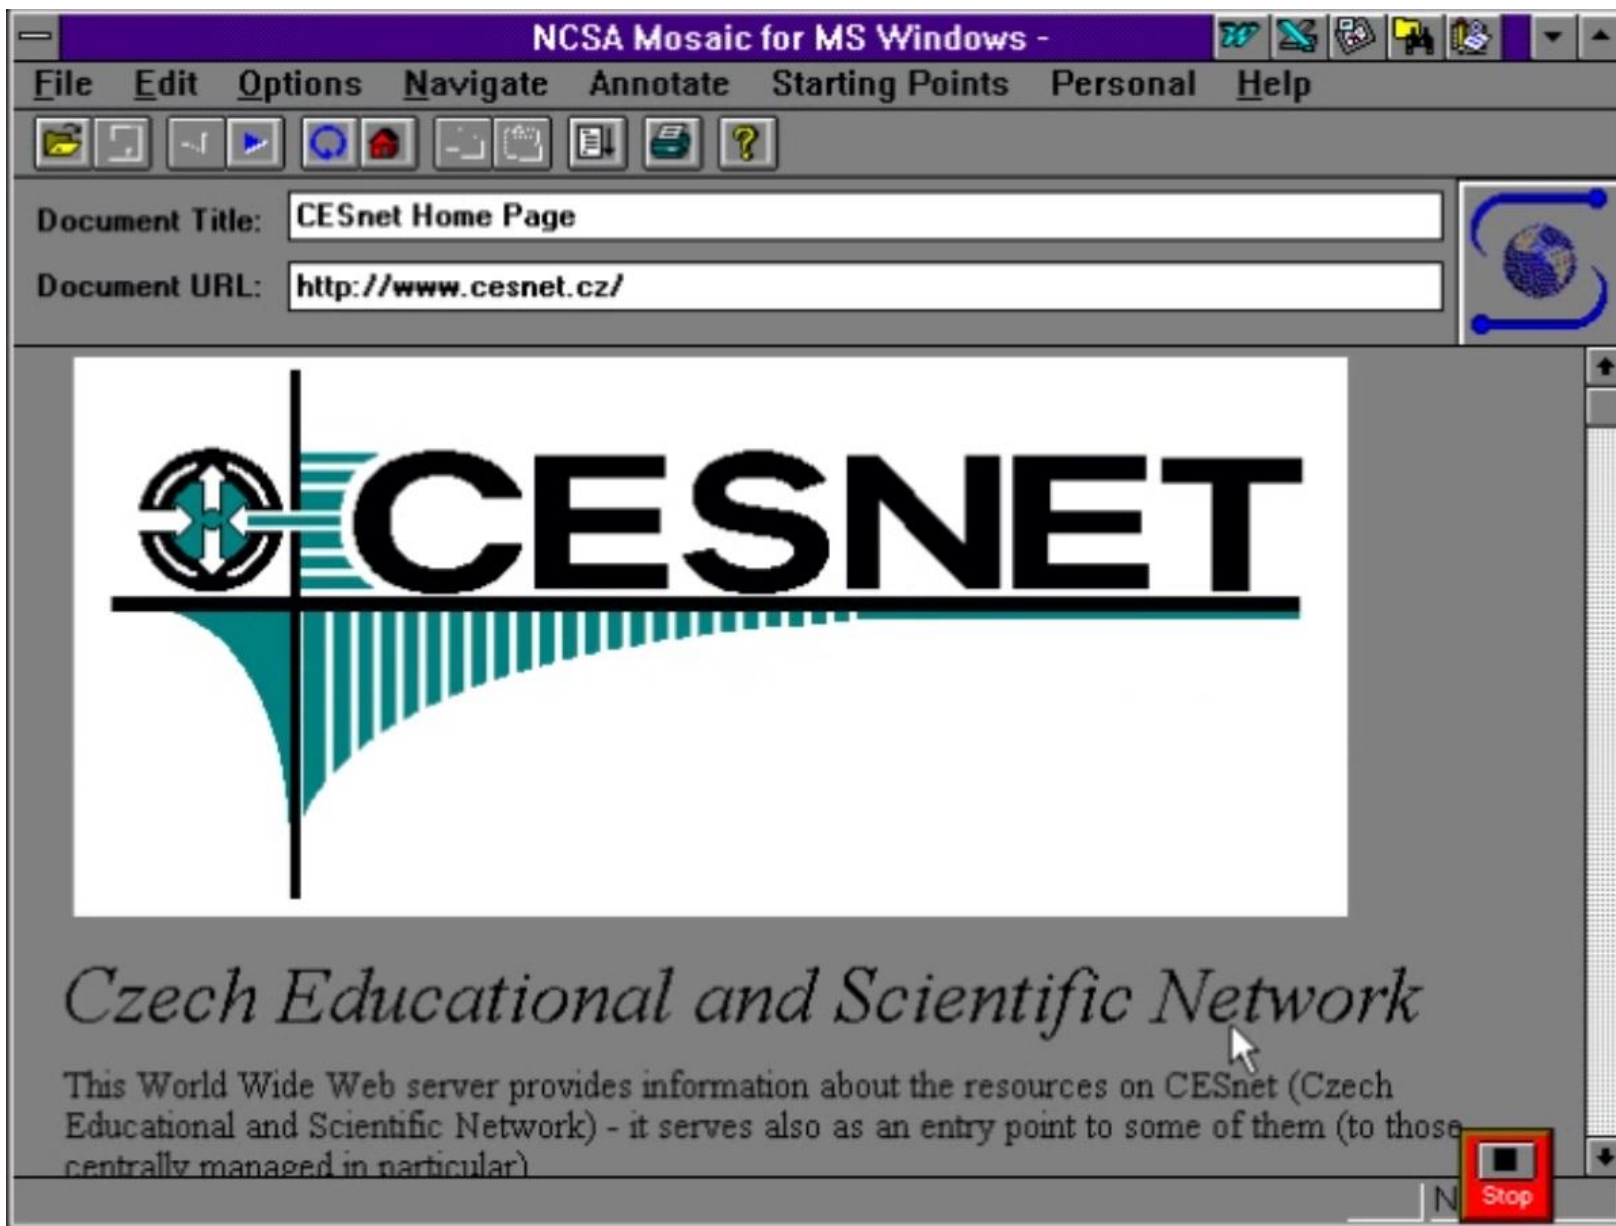 NCSA Mosaic for MS Windows -
File Edit Options Navigate Annotate Starting Points Personal Help
Document Title: CESnet Home Page
Document URL: http://www.cesnet.cz/
CESNET
Czech Educational and Scientific Network
This World Wide Web server provides information about the resources on CESnet (Czech
Educational and Scientific Network) - it serves also as an entry point to some of them (to those
centrally managed in particular)
N
Stop